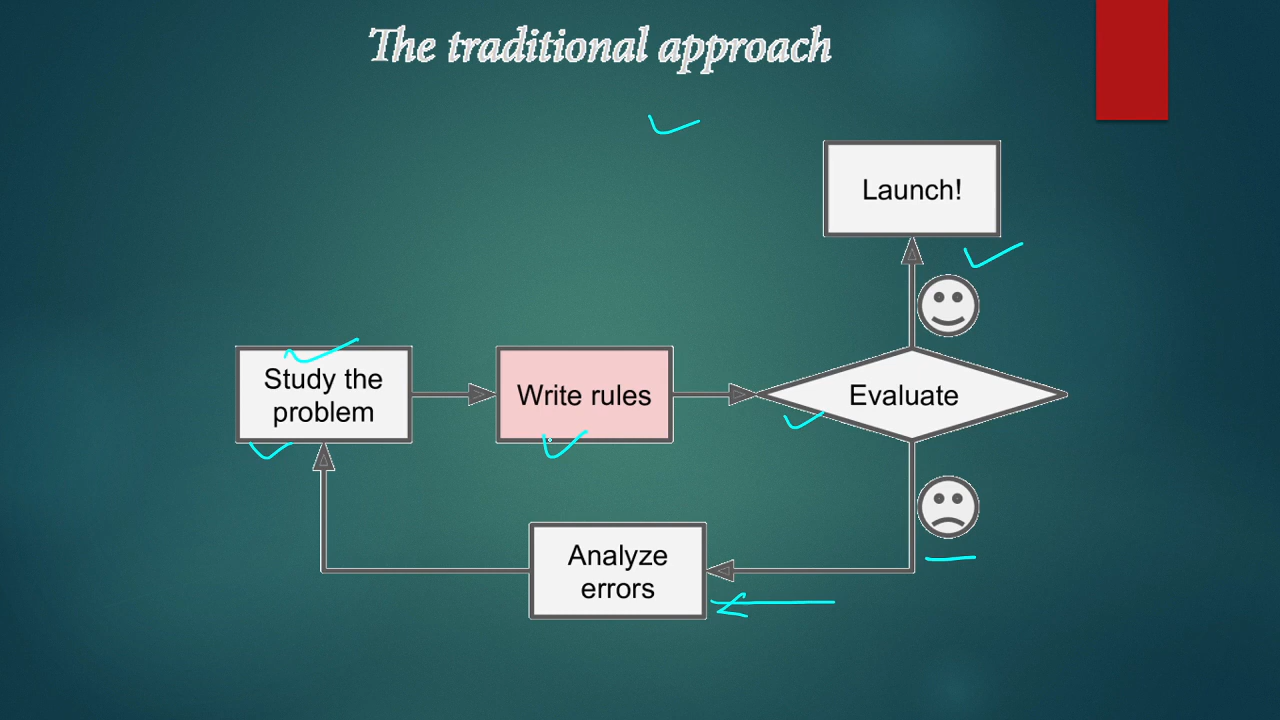 The traditional approach
Launch!
Study the
problem
Write rules
Evaluate
Analyze
errors